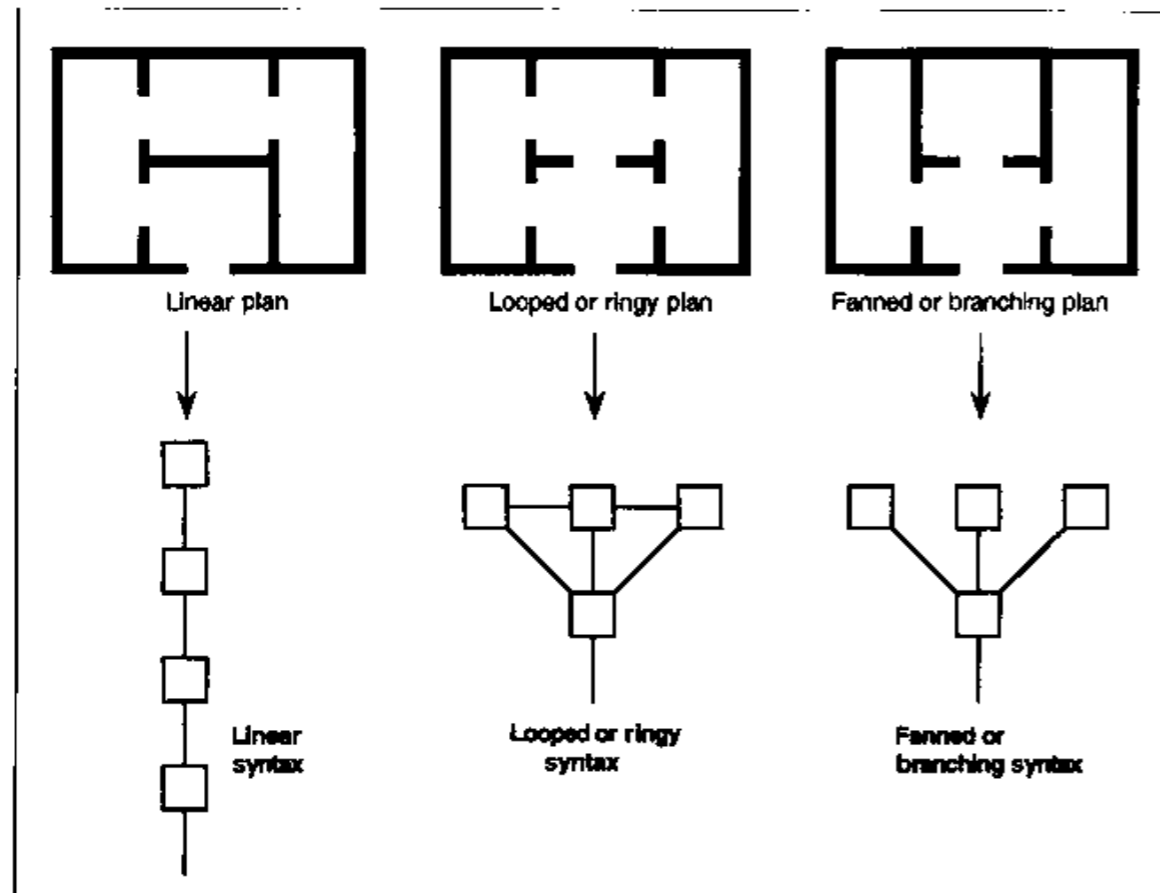 Linear plan
Looped or ringy plan
Fanned or branching plan
Linear
syntax
Looped or ringy
syntax
Fanned or
branching syntax